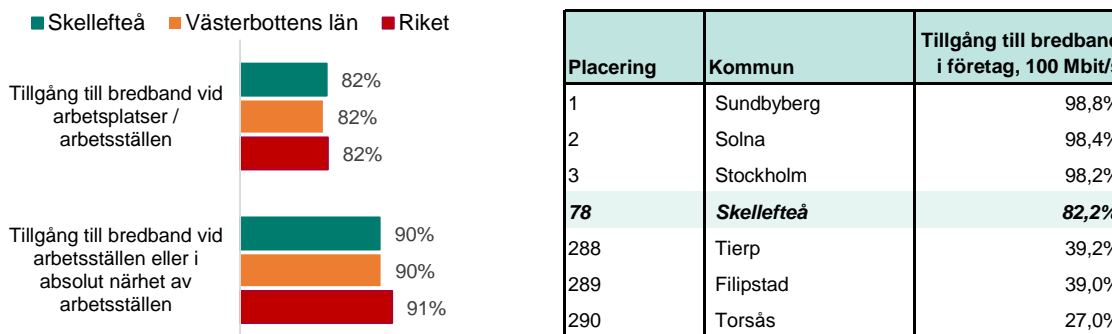 Skellefteå Västerbottens län Riket
Tillgång till bredband vid
arbetsplatser /
arbetsställen
82%
82%
82%
Tillgång till bredband vid
arbetsställen eller i
absolut närhet av
arbetsställen
90%
90%
91%
Placering Kommun Tillgång till bredband
i företag, 100 Mbit/s
1 Sundbyberg 98,8%
2 Solna 98,4%
3 Stockholm 98,2%
78 Skellefteå 82,2%
288 Tierp 39,2%
289 Filipstad 39,0%
290 Torsås 27,0%